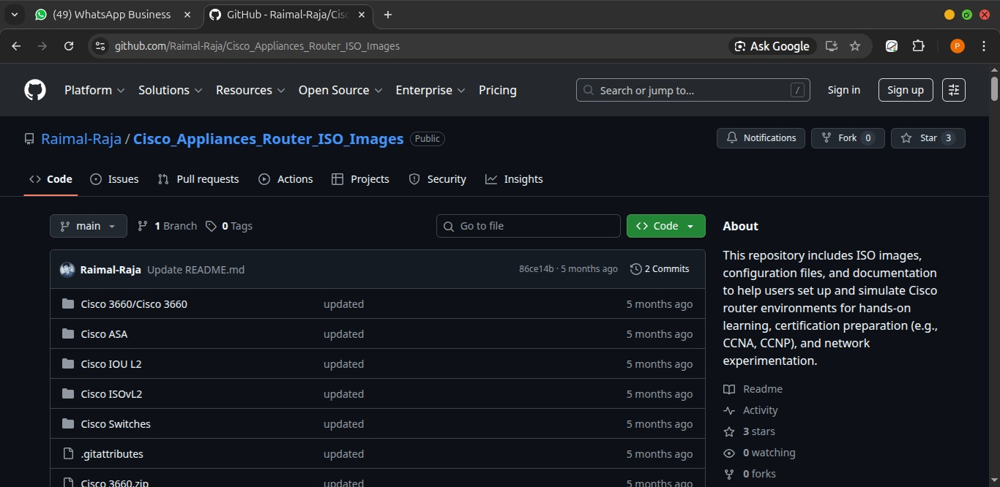 (49) WhatsApp Business
GitHub - Raimal-Raja/Cisc
github.com/Raimal-Raja/Cisco_Appliances_Router_ISO_Images
Ask Google
P
Platform Solutions Resources Open Source Enterprise Pricing
Search or jump to...
/
Sign in
Sign up
Raimal-Raja / Cisco_Appliances_Router_ISO_Images Public
Notifications
Fork 0
Star 3
Code Issues Pull requests Actions Projects Security Insights
main
1 Branch 0 Tags
Go to file
Code
Raimal-Raja Update README.md 86ce14b · 5 months ago 2 Commits
Cisco 3660/Cisco 3660 updated 5 months ago
Cisco ASA updated 5 months ago
Cisco IOU L2 updated 5 months ago
Cisco ISOvL2 updated 5 months ago
Cisco Switches updated 5 months ago
.gitattributes updated 5 months ago
Cisco 3660.zip updated 5 months ago
About
This repository includes ISO images,
configuration files, and documentation
to help users set up and simulate Cisco
router environments for hands-on
learning, certification preparation (e.g.,
CCNA, CCNP), and network
experimentation.
Readme
Activity
3 stars
0 watching
0 forks